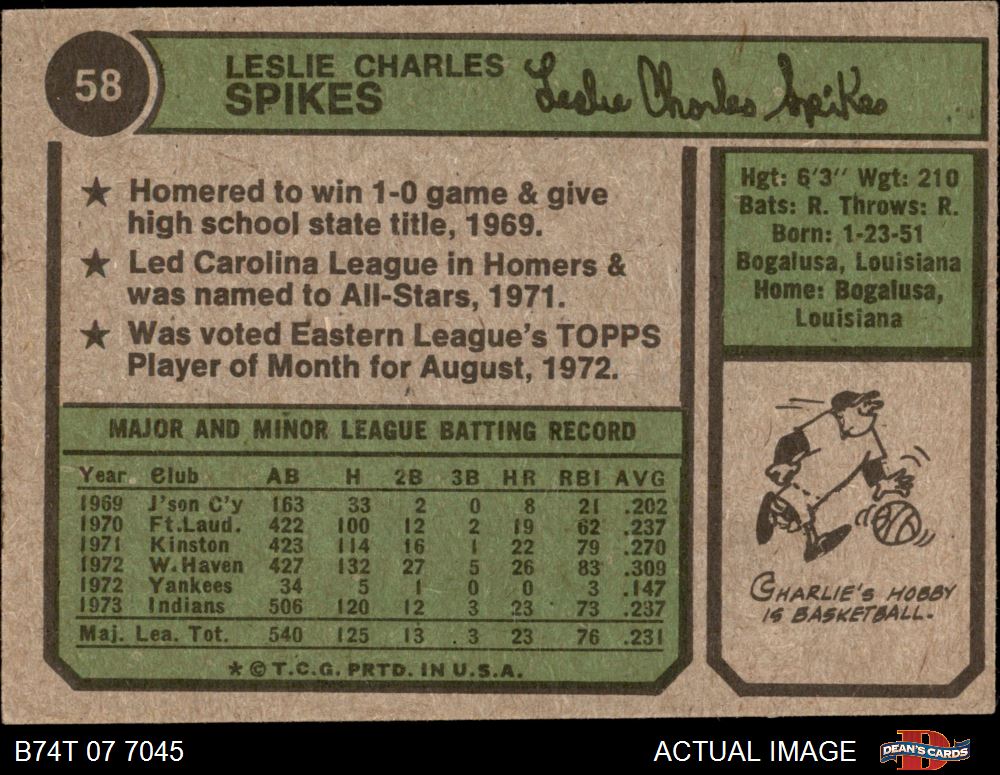 58
LESLIE CHARLES
SPIKES
Leslie Charles Spikes
★ Homered to win 1-0 game & give
high school state title, 1969.
★ Led Carolina League in Homers &
was named to All-Stars, 1971.
★ Was voted Eastern League's TOPPS
Player of Month for August, 1972.
Hgt: 6'3" Wgt: 210
Bats: R. Throws: R.
Born: 1-23-51
Bogalusa, Louisiana
Home: Bogalusa,
Louisiana
MAJOR AND MINOR LEAGUE BATTING RECORD
Year Club AB H 2B 3B HR RBI AVG
1969 J'son C'y 163 33 2 0 8 21 .202
1970 Ft.Laud. 422 100 12 2 19 62 .237
1971 Kinston 423 114 16 1 22 79 .270
1972 W.Haven 427 132 27 5 26 83 .309
1972 Yankees 34 5 1 0 0 3 .147
1973 Indians 506 120 12 3 23 73 .237
Maj. Lea. Tot. 540 125 13 3 23 76 .231
* © T.C.G. PRTD. IN U.S.A.
CHARLIE'S HOBBY
IS BASKETBALL.
B74T 07 7045
ACTUAL IMAGE
DEAN'S CARDS